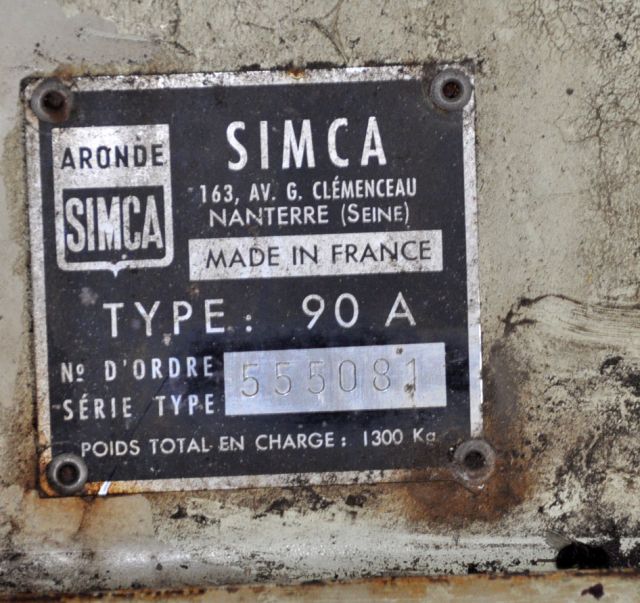 ARONDE
SIMCA
SIMCA
163, AV. G. CLÉMENCEAU
NANTERRE (SEINE)
MADE IN FRANCE
TYPE: 90 A
Nº D'ORDRE
SÉRIE TYPE
555081
POIDS TOTAL EN CHARGE: 1300 KG